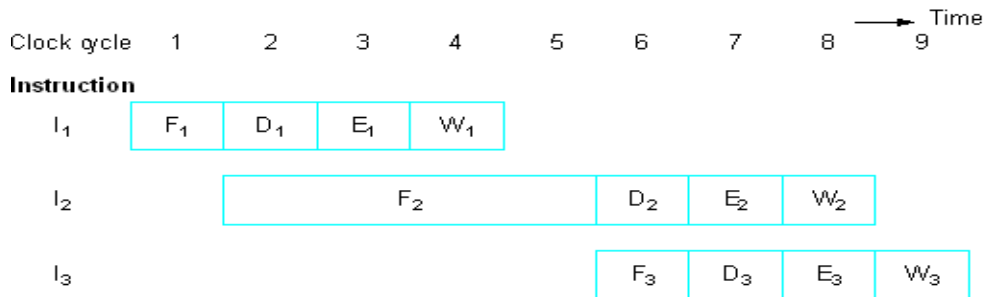 Time
Clock cycle 1 2 3 4 5 6 7 8 9
Instruction
I1 F1 D1 E1 W1
I2 F2 D2 E2 W2
I3 F3 D3 E3 W3